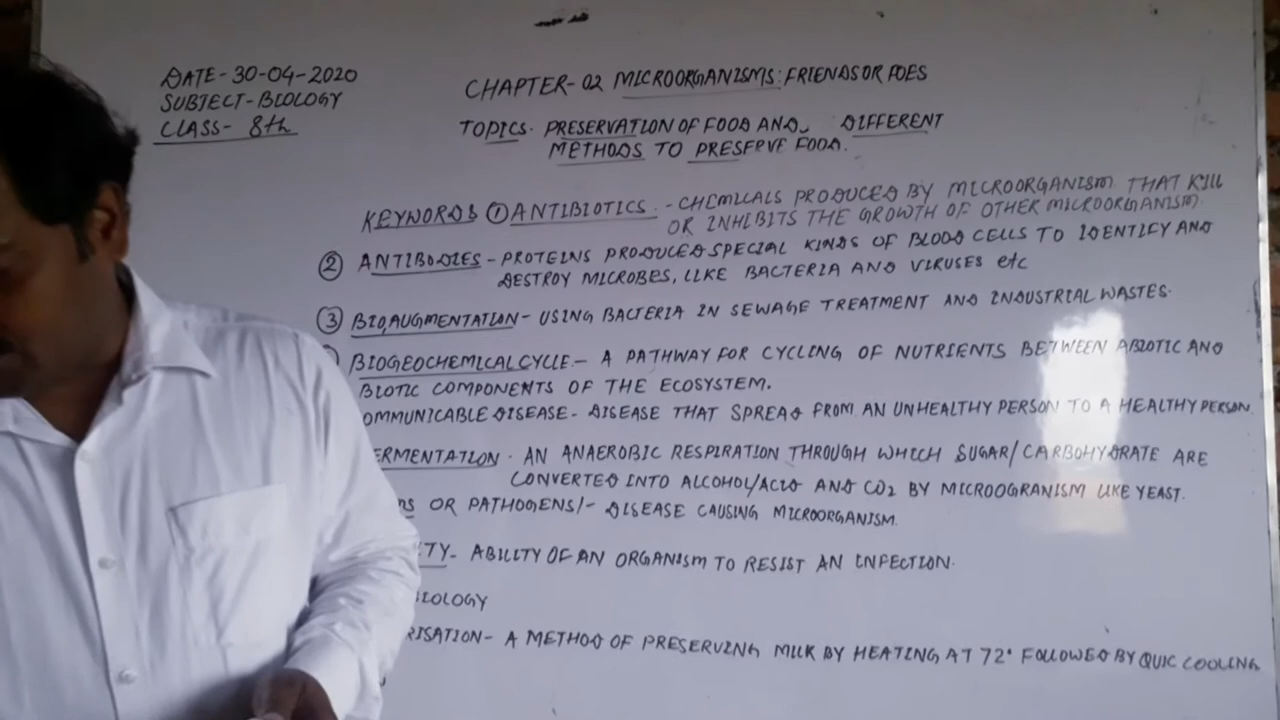 DATE-30-04-2020
SUBJECT-BIOLOGY
CLASS- 8th
CHAPTER-02 MICROORGANISMS: FRIENDS OR FOES
TOPICS- PRESERVATION OF FOOD AND DIFFERENT
METHODS TO PRESERVE FOOD.
KEYWORDS ① ANTIBIOTICS - CHEMICALS PRODUCED BY MICROORGANISM THAT KILL
OR INHIBITS THE GROWTH OF OTHER MICROORGANISM.
② ANTIBODIES - PROTEINS PRODUCED SPECIAL KINDS OF BLOOD CELLS TO IDENTIFY AND
DESTROY MICROBES, LIKE BACTERIA AND VIRUSES etc
③ BIOAUGMENTATION - USING BACTERIA IN SEWAGE TREATMENT AND INDUSTRIAL WASTES.
BIOGEOCHEMICAL CYCLE - A PATHWAY FOR CYCLING OF NUTRIENTS BETWEEN ABIOTIC AND
BIOTIC COMPONENTS OF THE ECOSYSTEM.
OMMUNICABLE DISEASE - DISEASE THAT SPREAD FROM AN UNHEALTHY PERSON TO A HEALTHY PERSON.
ERMENTATION - AN ANAEROBIC RESPIRATION THROUGH WHICH SUGAR/CARBOHYDRATE ARE
CONVERTED INTO ALCOHOL/ACID AND CO2 BY MICROOGRANISM LIKE YEAST.
MS OR PATHOGENS/- DISEASE CAUSING MICROORGANISM.
ITY- ABILITY OF AN ORGANISM TO RESIST AN INFECTION.
BIOLOGY
RISATION- A METHOD OF PRESERVING MILK BY HEATING AT 72° FOLLOWED BY QUIC COOLING